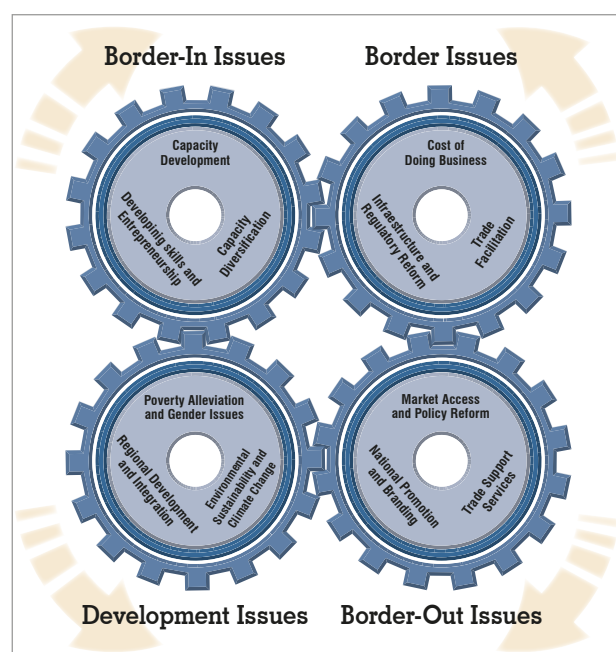 Border-In Issues
Border Issues
Capacity
Development
Developinig skills and
Entrepreneurship
Capacity
Diversification
Cost of
Doing Business
Infraestructure and
Regulatory Reform
Trade
Facilitation
Poverty Alleviation
and Gender Issues
Regional Development
and Integration
Environmental
Sustainability and
Climate Change
Market Access
and Policy Reform
National Promotion
and Branding
Trade Support
Services
Development Issues
Border-Out Issues